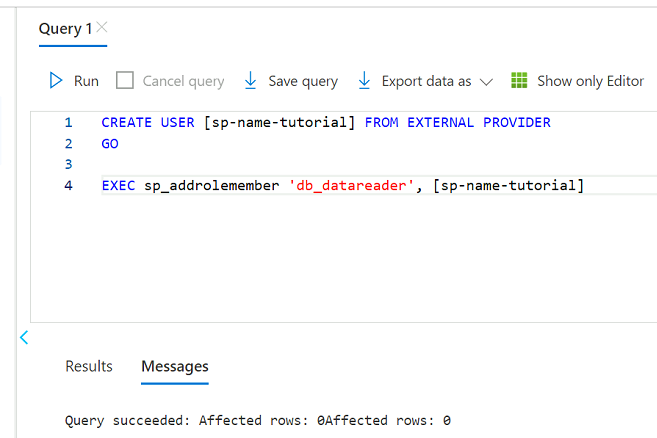 Query 1
Run Cancel query Save query Export data as Show only Editor
1 CREATE USER [sp-name-tutorial] FROM EXTERNAL PROVIDER
2 GO
3
4 EXEC sp_addrolemember 'db_datareader', [sp-name-tutorial]
Results Messages
Query succeeded: Affected rows: 0Affected rows: 0